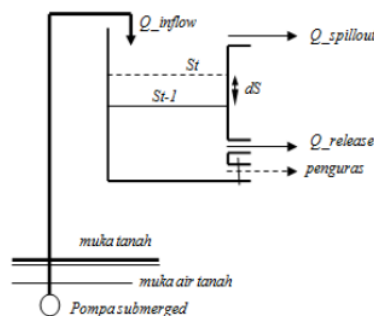 Q_inflow
Q_spillout
St
dS
St-1
Q_release
penguras
muka tanah
muka air tanah
Pompa submerged